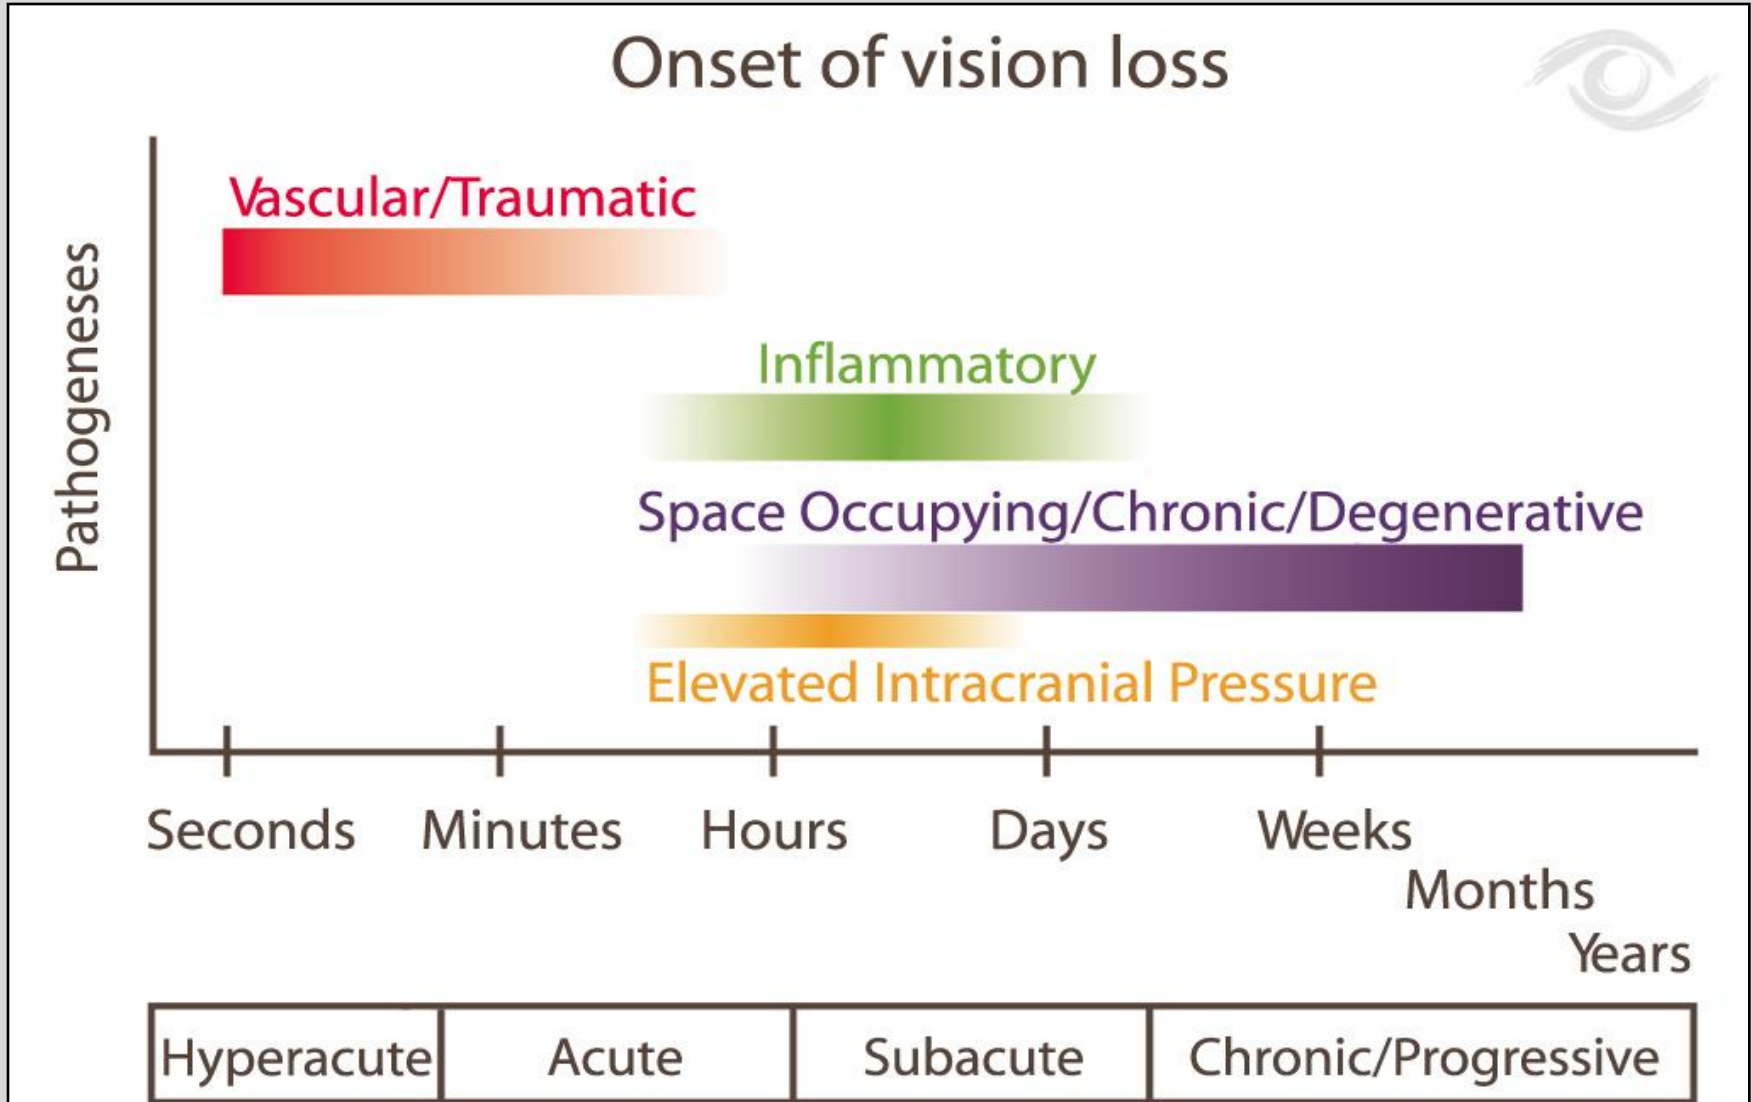 Onset of vision loss
Pathogeneses
Vascular/Traumatic
Inflammatory
Space Occupying/Chronic/Degenerative
Elevated Intracranial Pressure
Seconds Minutes Hours Days Weeks
Months
Years
Hyperacute Acute Subacute Chronic/Progressive